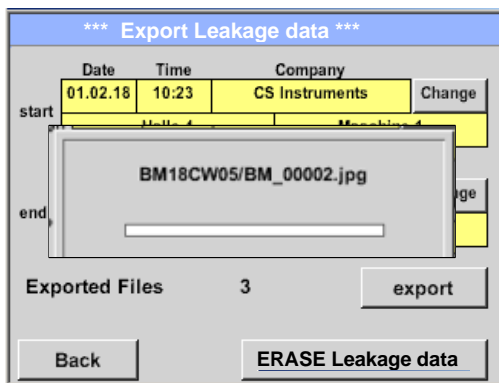 *** Export Leakage data ***
Date Time Company
start 01.02.18 10:23 CS Instruments Change
BM18CW05/BM_00002.jpg
end
Exported Files 3 export
Back ERASE Leakage data